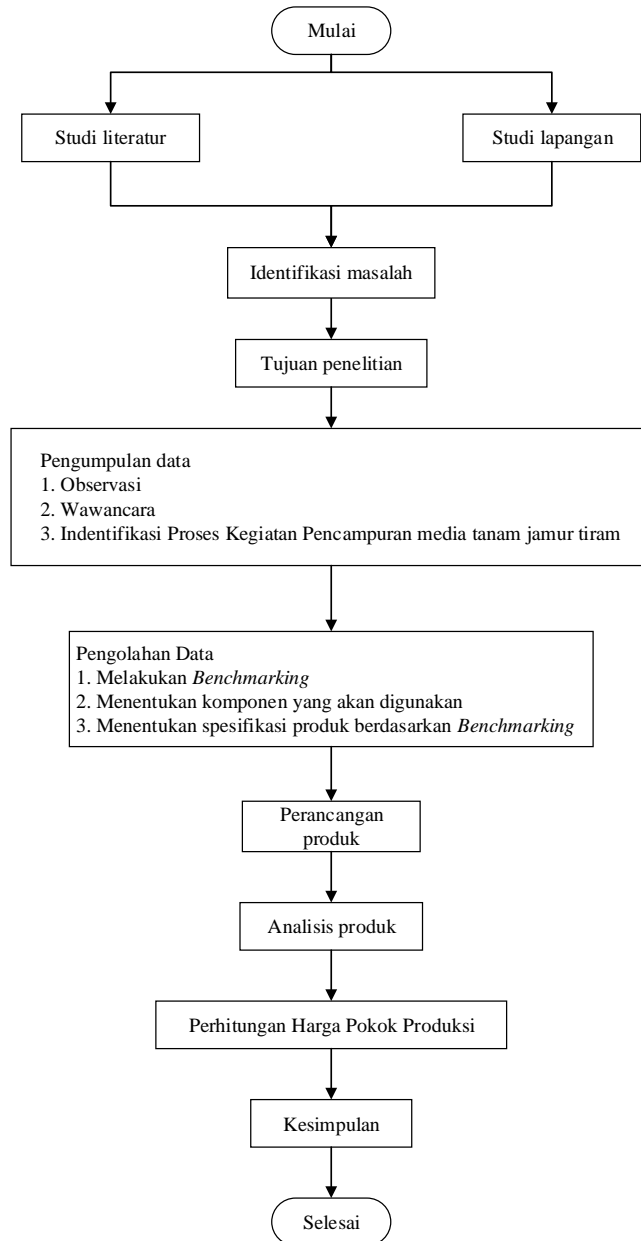 Mulai
Studi literatur
Studi lapangan
Identifikasi masalah
Tujuan penelitian
Pengumpulan data
1. Observasi
2. Wawancara
3. Indentifikasi Proses Kegiatan Pencampuran media tanam jamur tiram
Pengolahan Data
1. Melakukan Benchmarking
2. Menentukan komponen yang akan digunakan
3. Menentukan spesifikasi produk berdasarkan Benchmarking
Perancangan
produk
Analisis produk
Perhitungan Harga Pokok Produksi
Kesimpulan
Selesai